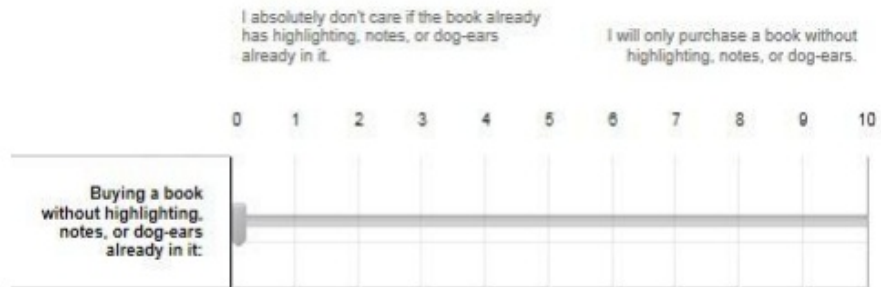 I absolutely don't care if the book already
has highlighting, notes, or dog-ears
already in it.
I will only purchase a book without
highlighting, notes, or dog-ears.
0 1 2 3 4 5 6 7 8 9 10
Buying a book
without highlighting,
notes, or dog-ears
already in it: